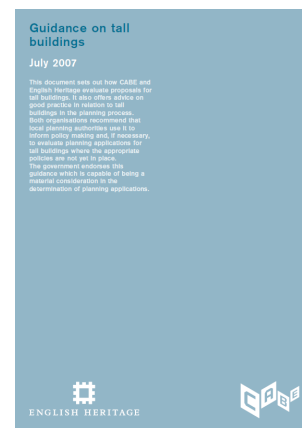 Guidance on tall
buildings
July 2007
This document sets out how CABE and
English Heritage evaluate proposals for
tall buildings. It also offers advice on
good practice in relation to tall
buildings in the planning process.
Both organisations recommend that
local planning authorities use it to
inform policy making and, if necessary,
to evaluate planning applications for
tall buildings where the appropriate
policies are not yet in place.
The government endorses this
guidance which is capable of being a
material consideration in the
determination of planning applications.
ENGLISH HERITAGE
CABE